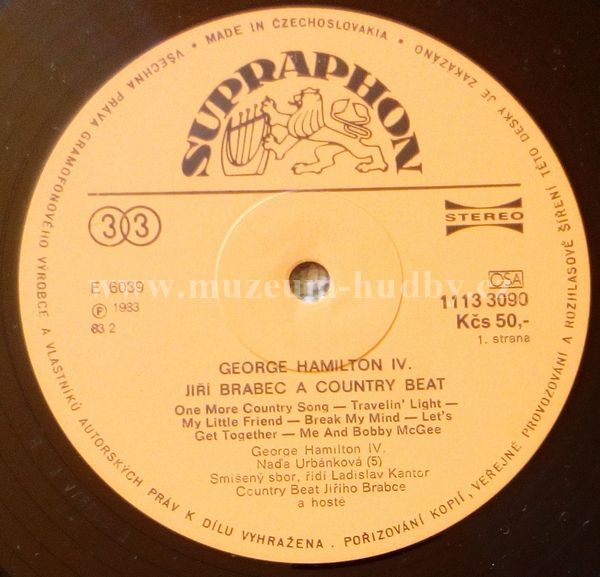 VŠECHNA PRÁVA GRAMOFONOVÉHO VÝROBCE A VLASTNÍKŮ AUTORSKÝCH PRÁV K DÍLU VYHRAŽENA. POŘIZOVÁNÍ KOPIÍ, VEŘEJNÉ PROVOZOVÁNÍ A ROZHLASOVÉ ŠÍŘENÍ TÉTO DESKY JE ZAKÁZÁNO
• MADE IN CZECHOSLOVAKIA •
SUPRAPHON
33
STEREO
E 6039
℗ 1983
83 2
www.muzeum-hudby.c
OSA
1113 3090
Kčs 50,-
1. strana
GEORGE HAMILTON IV.
JIŘÍ BRABEC A COUNTRY BEAT
One More Country Song — Travelin' Light —
My Little Friend — Break My Mind — Let's
Get Together — Me And Bobby McGee
George Hamilton IV.
Naďa Urbánková (5)
Smíšený sbor, řídí Ladislav Kantor
Country Beat Jiřího Brabce
a hosté